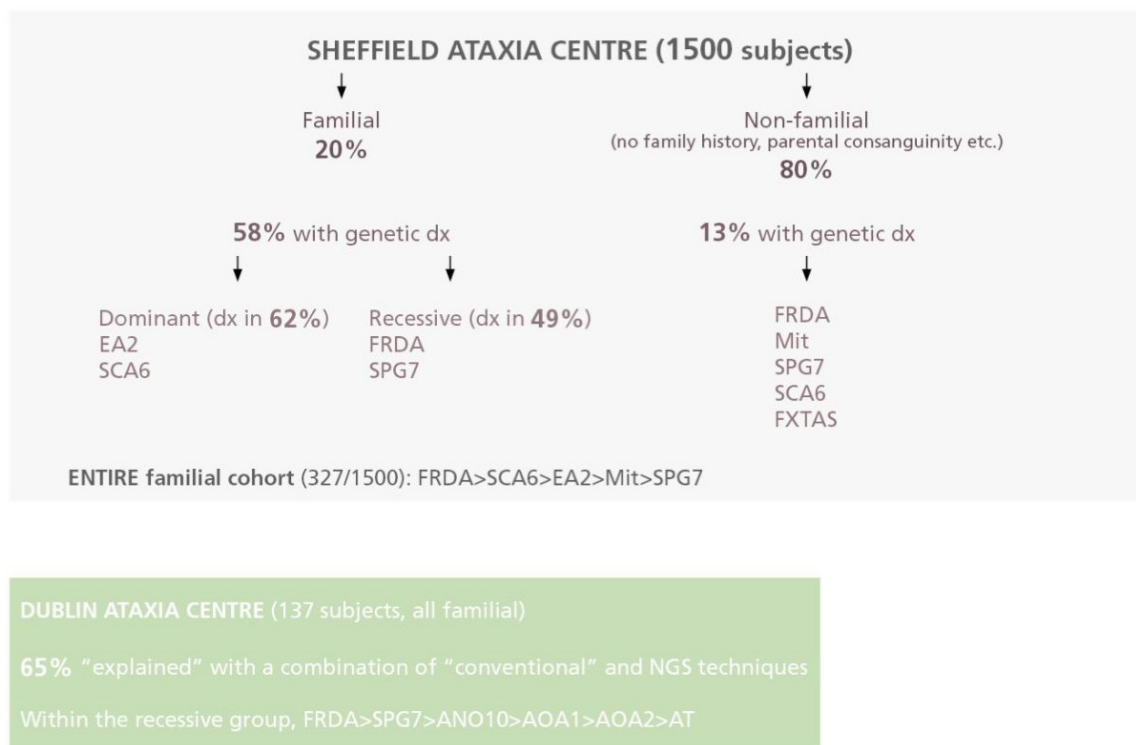 SHEFFIELD ATAXIA CENTRE (1500 subjects)
Familial
20%
Non-familial
(no family history, parental consanguinity etc.)
80%
58% with genetic dx
13% with genetic dx
Dominant (dx in 62%)
EA2
SCA6
Recessive (dx in 49%)
FRDA
SPG7
FRDA
Mit
SPG7
SCA6
FXTAS
ENTIRE familial cohort (327/1500): FRDA>SCA6>EA2>Mit>SPG7
DUBLIN ATAXIA CENTRE (137 subjects, all familial)
65% “explained” with a combination of “conventional” and NGS techniques
Within the recessive group, FRDA>SPG7>ANO10>AOA1>AOA2>AT